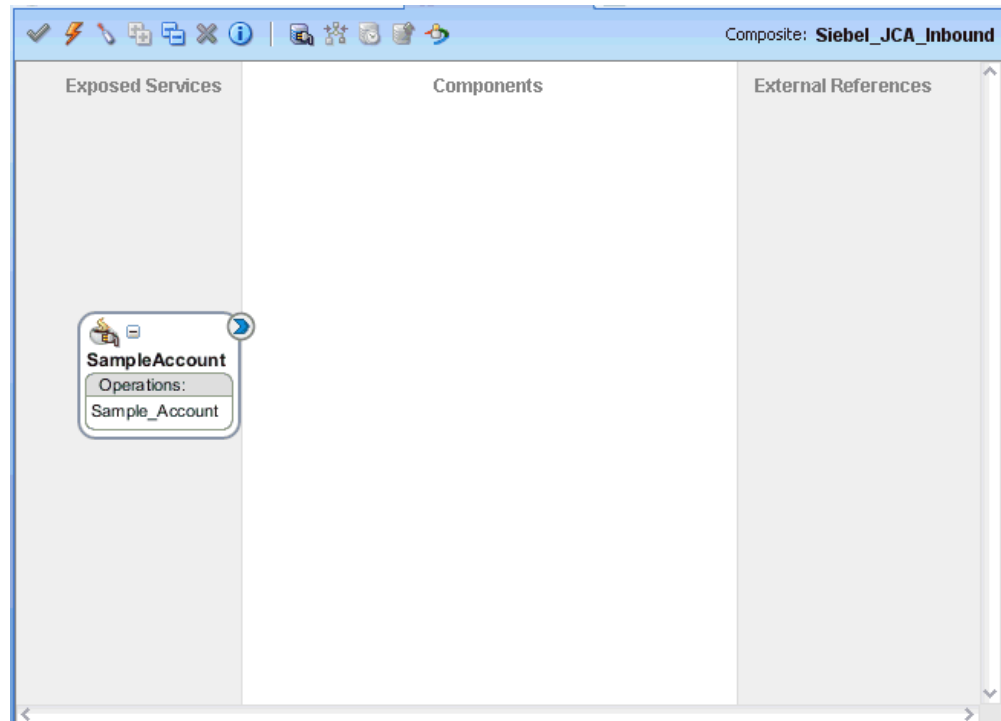 Composite: Siebel_JCA_Inbound
Exposed Services
Components
External References
SampleAccount
Operations:
Sample_Account